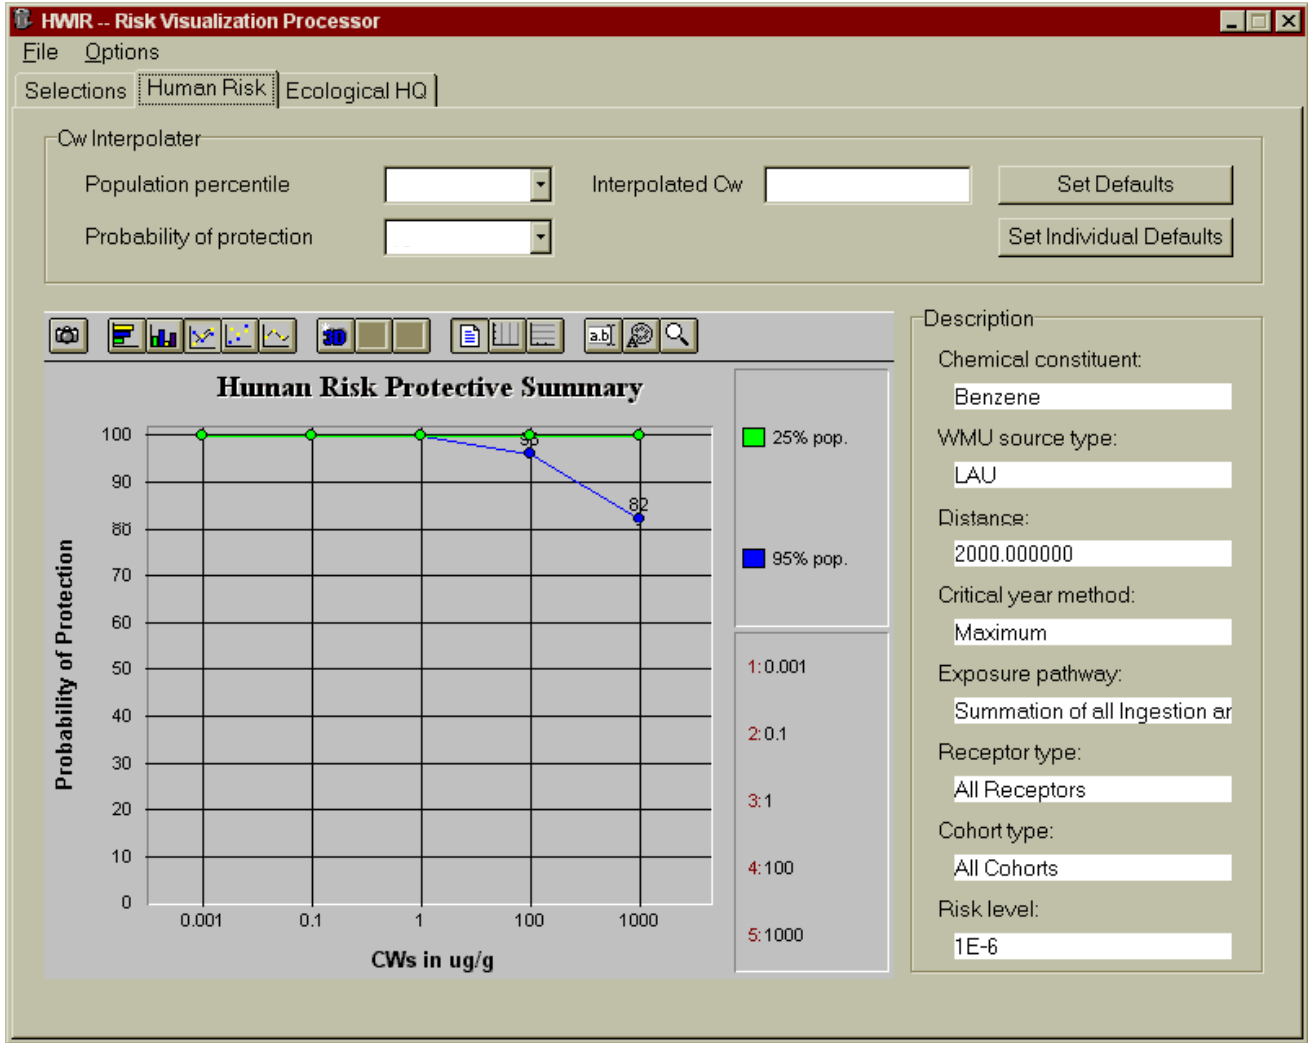 HWIR -- Risk Visualization Processor
File Options
Selections Human Risk Ecological HQ
Cw Interpolater
Population percentile Interpolated Cw Set Defaults
Probability of protection Set Individual Defaults
3D a.b A
Human Risk Protective Summary
100
90
80
70
60
50
40
30
20
10
0
82
Probability of Protection
0.001 0.1 1 100 1000
CWs in ug/g
25% pop.
95% pop.
1:0.001
2:0.1
3:1
4:100
5:1000
Description
Chemical constituent:
Benzene
WMU source type:
LAU
Distance:
2000.000000
Critical year method:
Maximum
Exposure pathway:
Summation of all Ingestion ar
Receptor type:
All Receptors
Cohort type:
All Cohorts
Risk level:
1E-6